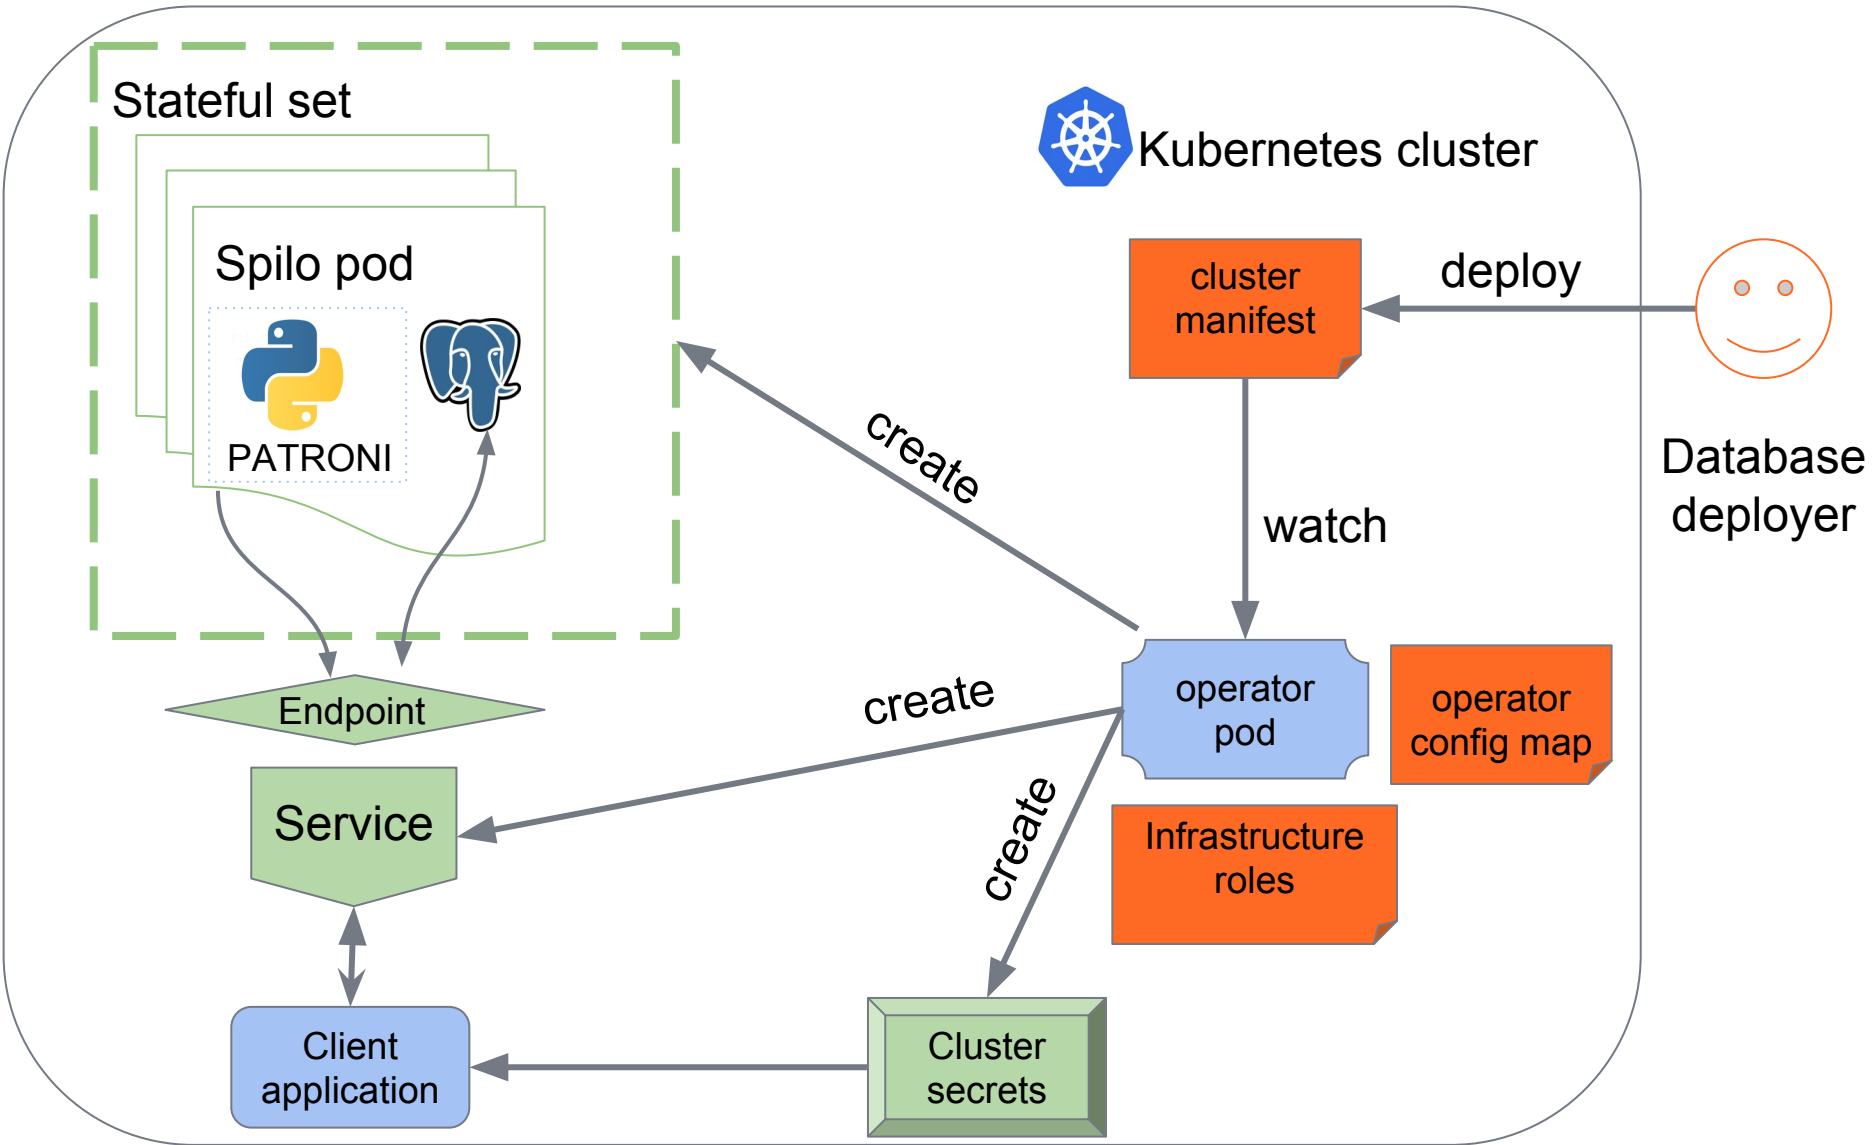 Stateful set
Kubernetes cluster
Spilo pod
PATRONI
cluster
manifest
deploy
Database
deployer
create
watch
Endpoint
create
operator
pod
operator
config map
Service
create
Infrastructure
roles
Client
application
Cluster
secrets